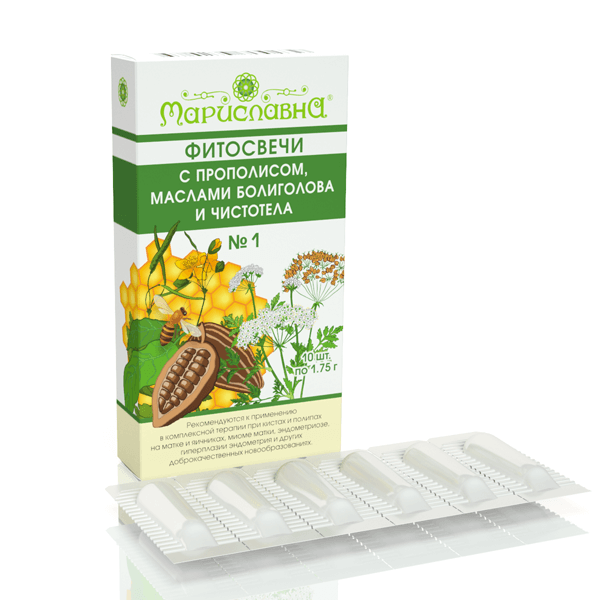 Мариславна®
ФИТОСВЕЧИ
С ПРОПОЛИСОМ,
МАСЛАМИ БОЛИГОЛОВА
И ЧИСТОТЕЛА
№ 1
10 шт.
по 1.75 г
Рекомендуются к применению
в комплексной терапии при кистах и полипах
на матке и яичниках, миоме матки, эндометриозе,
гиперплазии эндометрия и других
доброкачественных новообразованиях.